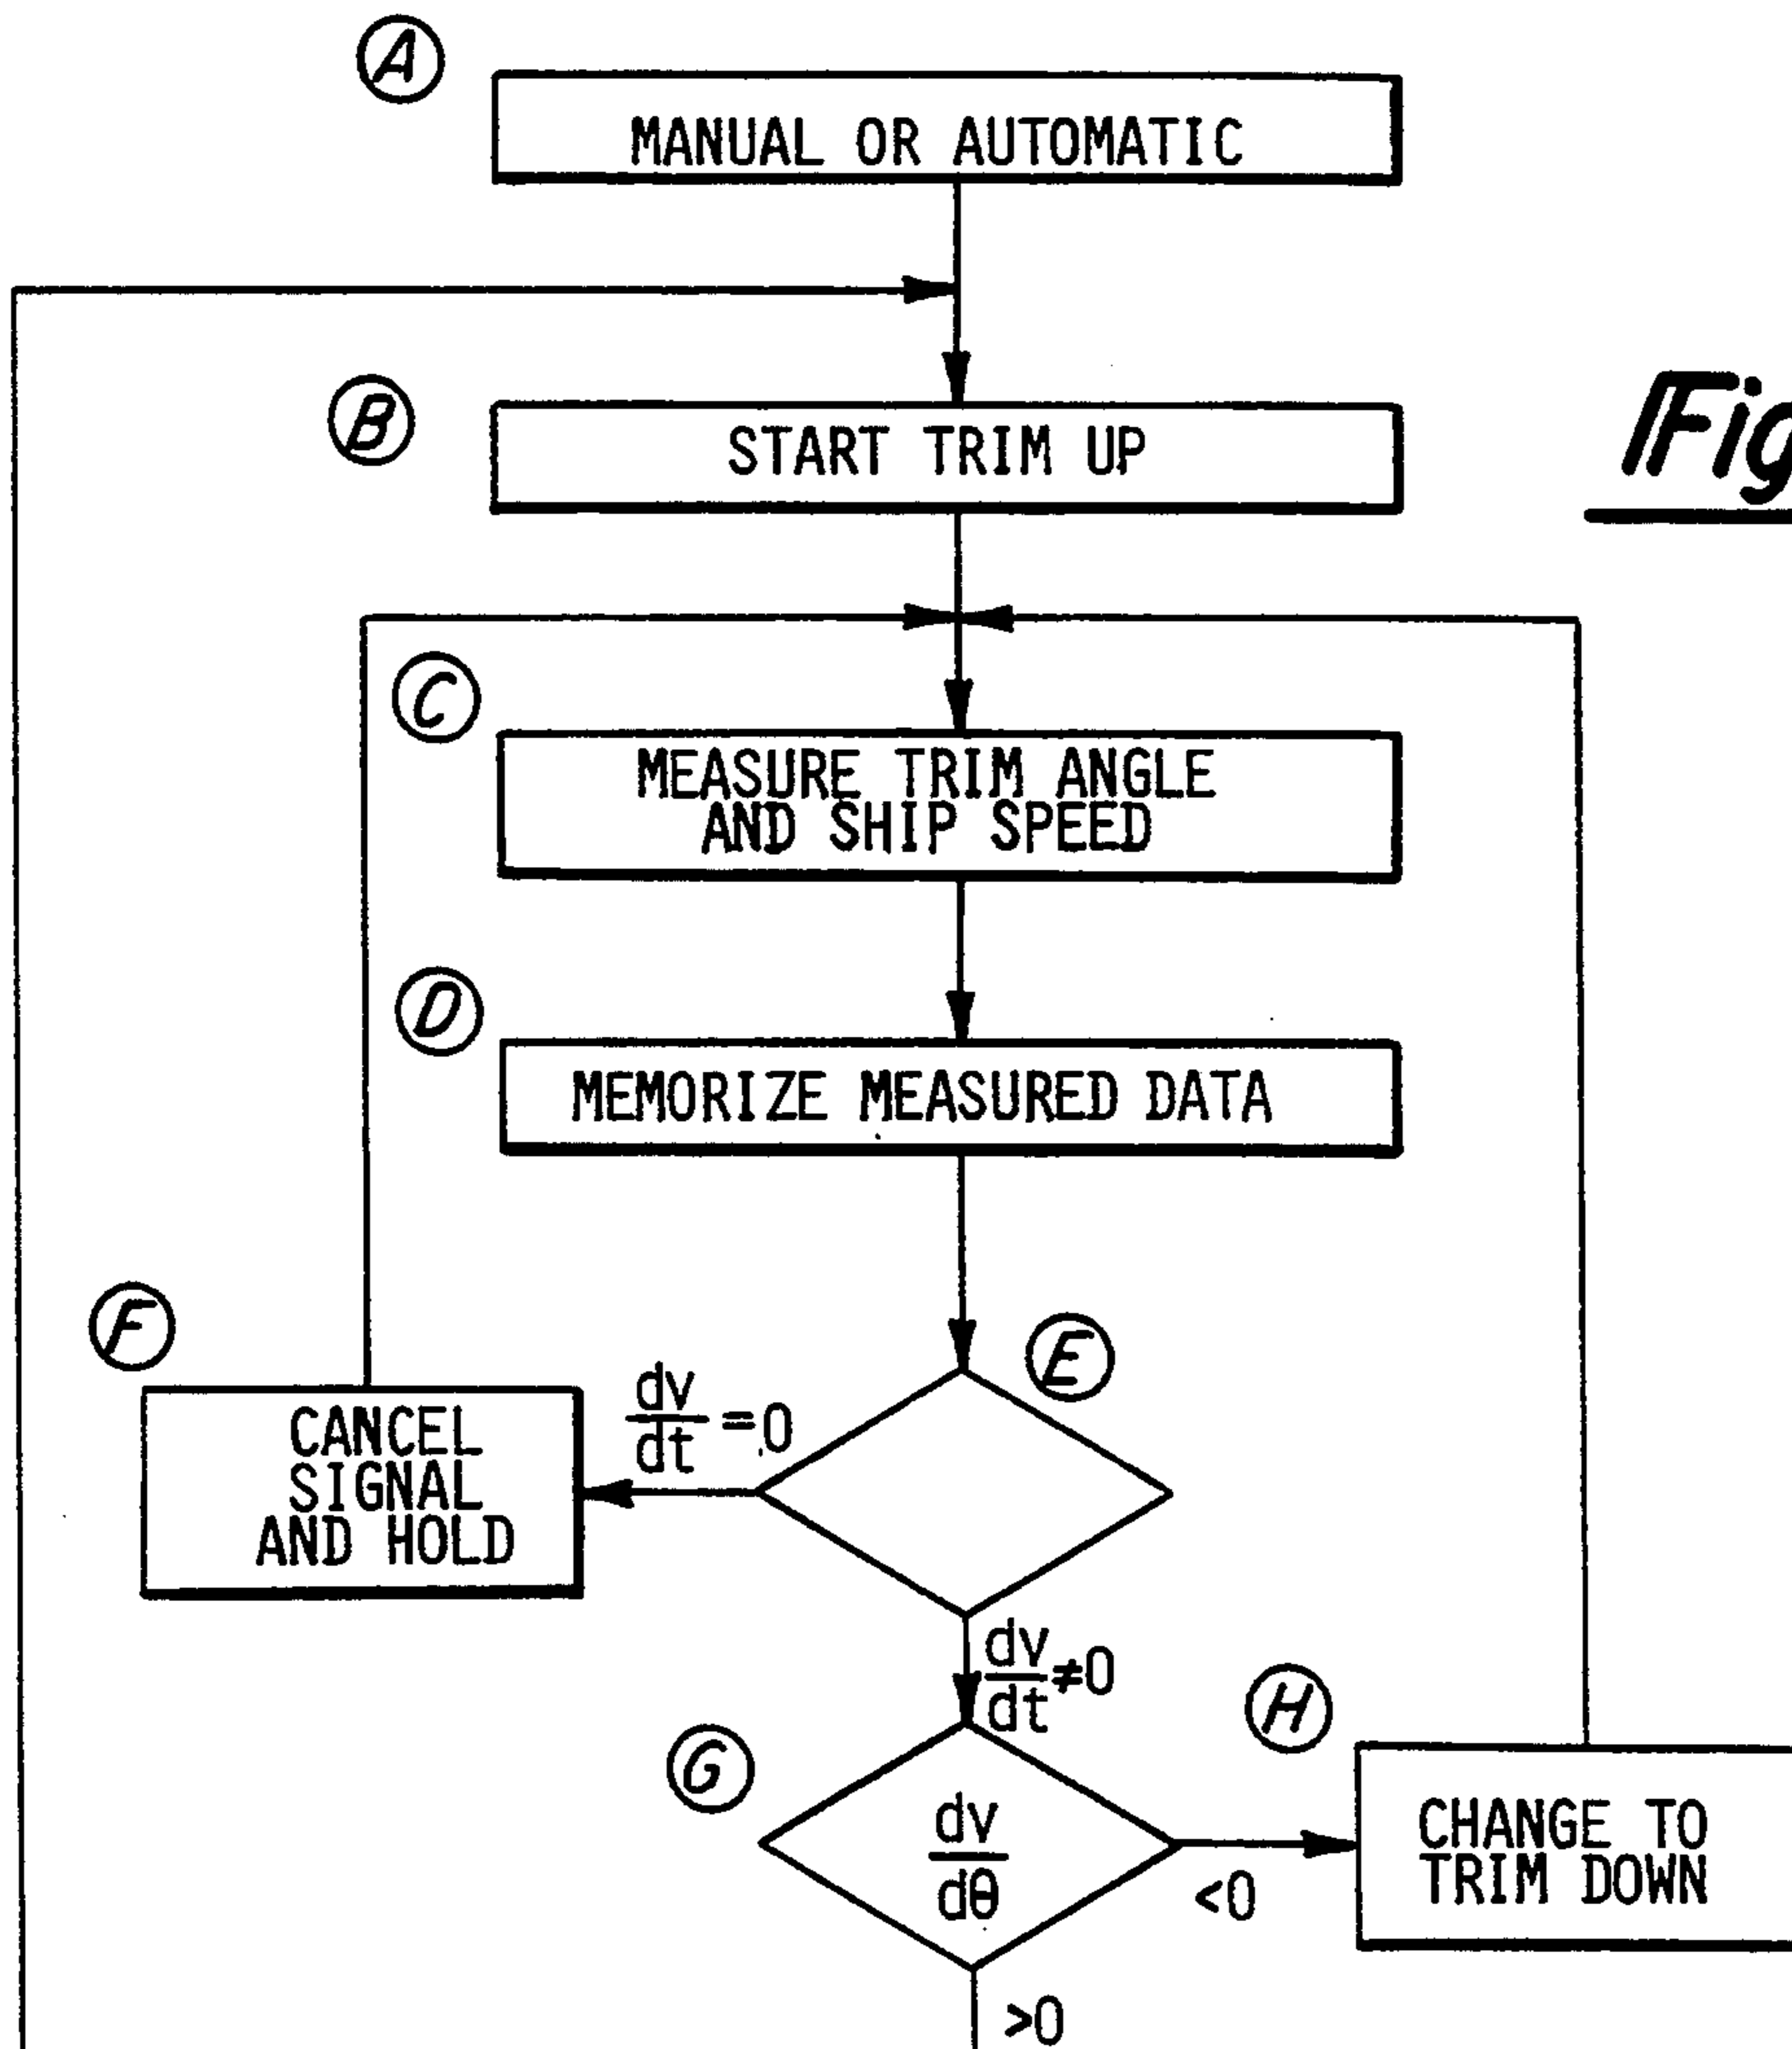 A
MANUAL OR AUTOMATIC
B
START TRIM UP
Fig
C
MEASURE TRIM ANGLE
AND SHIP SPEED
D
MEMORIZE MEASURED DATA
E
F
dv
dt
=0
CANCEL
SIGNAL
AND HOLD
dv
dt
≠0
G
dv
dθ
<0
H
CHANGE TO
TRIM DOWN
>0